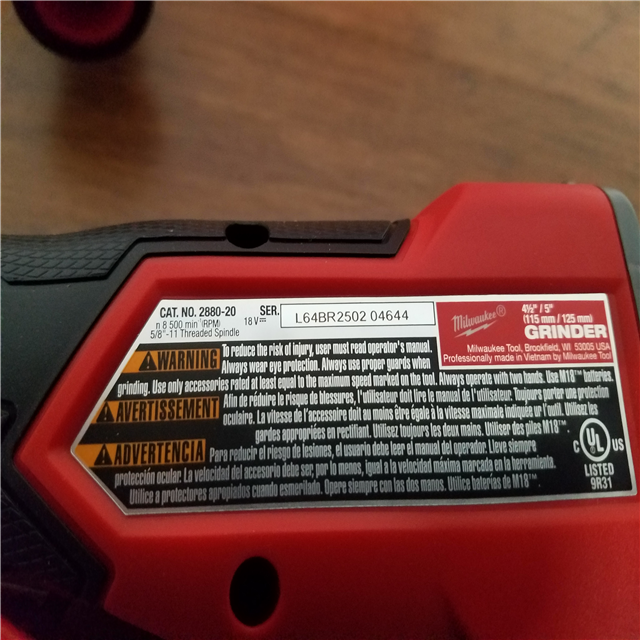 CAT. NO. 2880-20
SER. L64BR2502 04644
n 8 500 min⁻¹(RPM) 18 V⎓
5/8"-11 Threaded Spindle
Milwaukee®
4½" / 5"
(115 mm / 125 mm)
GRINDER
Milwaukee Tool, Brookfield, WI 53005 USA
Professionally made in Vietnam by Milwaukee Tool
WARNING To reduce the risk of injury, user must read operator's manual.
Always wear eye protection. Always use proper guards when
grinding. Use only accessories rated at least equal to the maximum speed marked on the tool. Always operate with two hands. Use M18™ batteries.
AVERTISSEMENT Afin de réduire le risque de blessures, l'utilisateur doit lire le manuel de l'utilisateur. Toujours porter une protection
oculaire. La vitesse de l'accessoire doit au moins être égale à la vitesse maximale indiquée sur l'outil. Utilisez les
gardes appropriées en rectifiant. Utilisez toujours les deux mains. Utiliser des piles M18™.
ADVERTENCIA Para reducir el riesgo de lesiones, el usuario debe leer el manual del operador. Lleve siempre
protección ocular. La velocidad del accesorio debe ser, por lo menos, igual a la velocidad máxima marcada en la herramienta.
Utilice a protectores apropiados cuando esmerilada. Opere siempre con las dos manos. Utilice baterías de M18™.
C UL US
LISTED
9R31